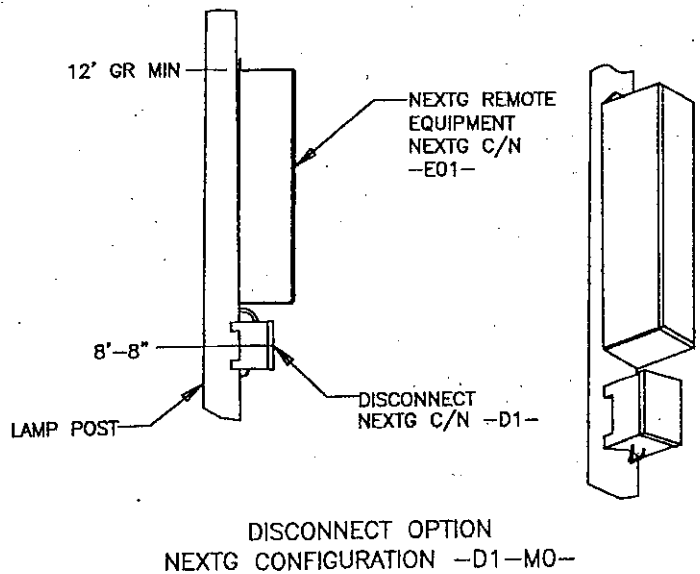 12' GR MIN
NEXTG REMOTE
EQUIPMENT
NEXTG C/N
-E01-
8'-8"
DISCONNECT
NEXTG C/N -D1-
LAMP POST
DISCONNECT OPTION
NEXTG CONFIGURATION -D1-M0-